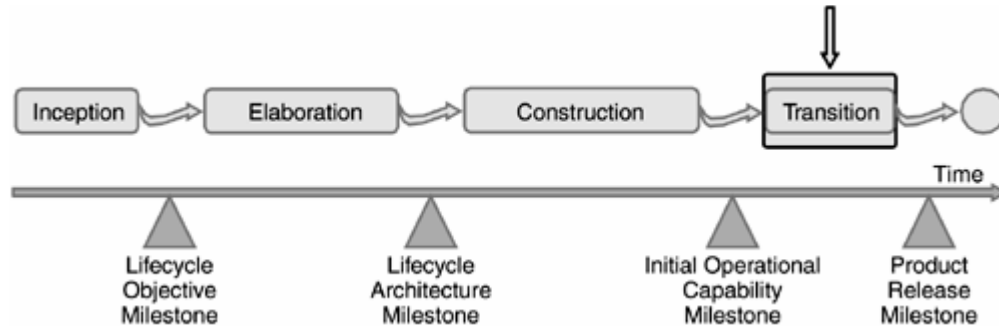 Inception
Elaboration
Construction
Transition
Time
Lifecycle
Objective
Milestone
Lifecycle
Architecture
Milestone
Initial Operational
Capability
Milestone
Product
Release
Milestone